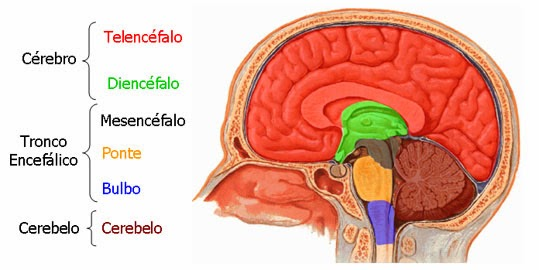 Cérebro
Telencéfalo
Diencéfalo
Tronco
Encefálico
Mesencéfalo
Ponte
Bulbo
Cerebelo
Cerebelo